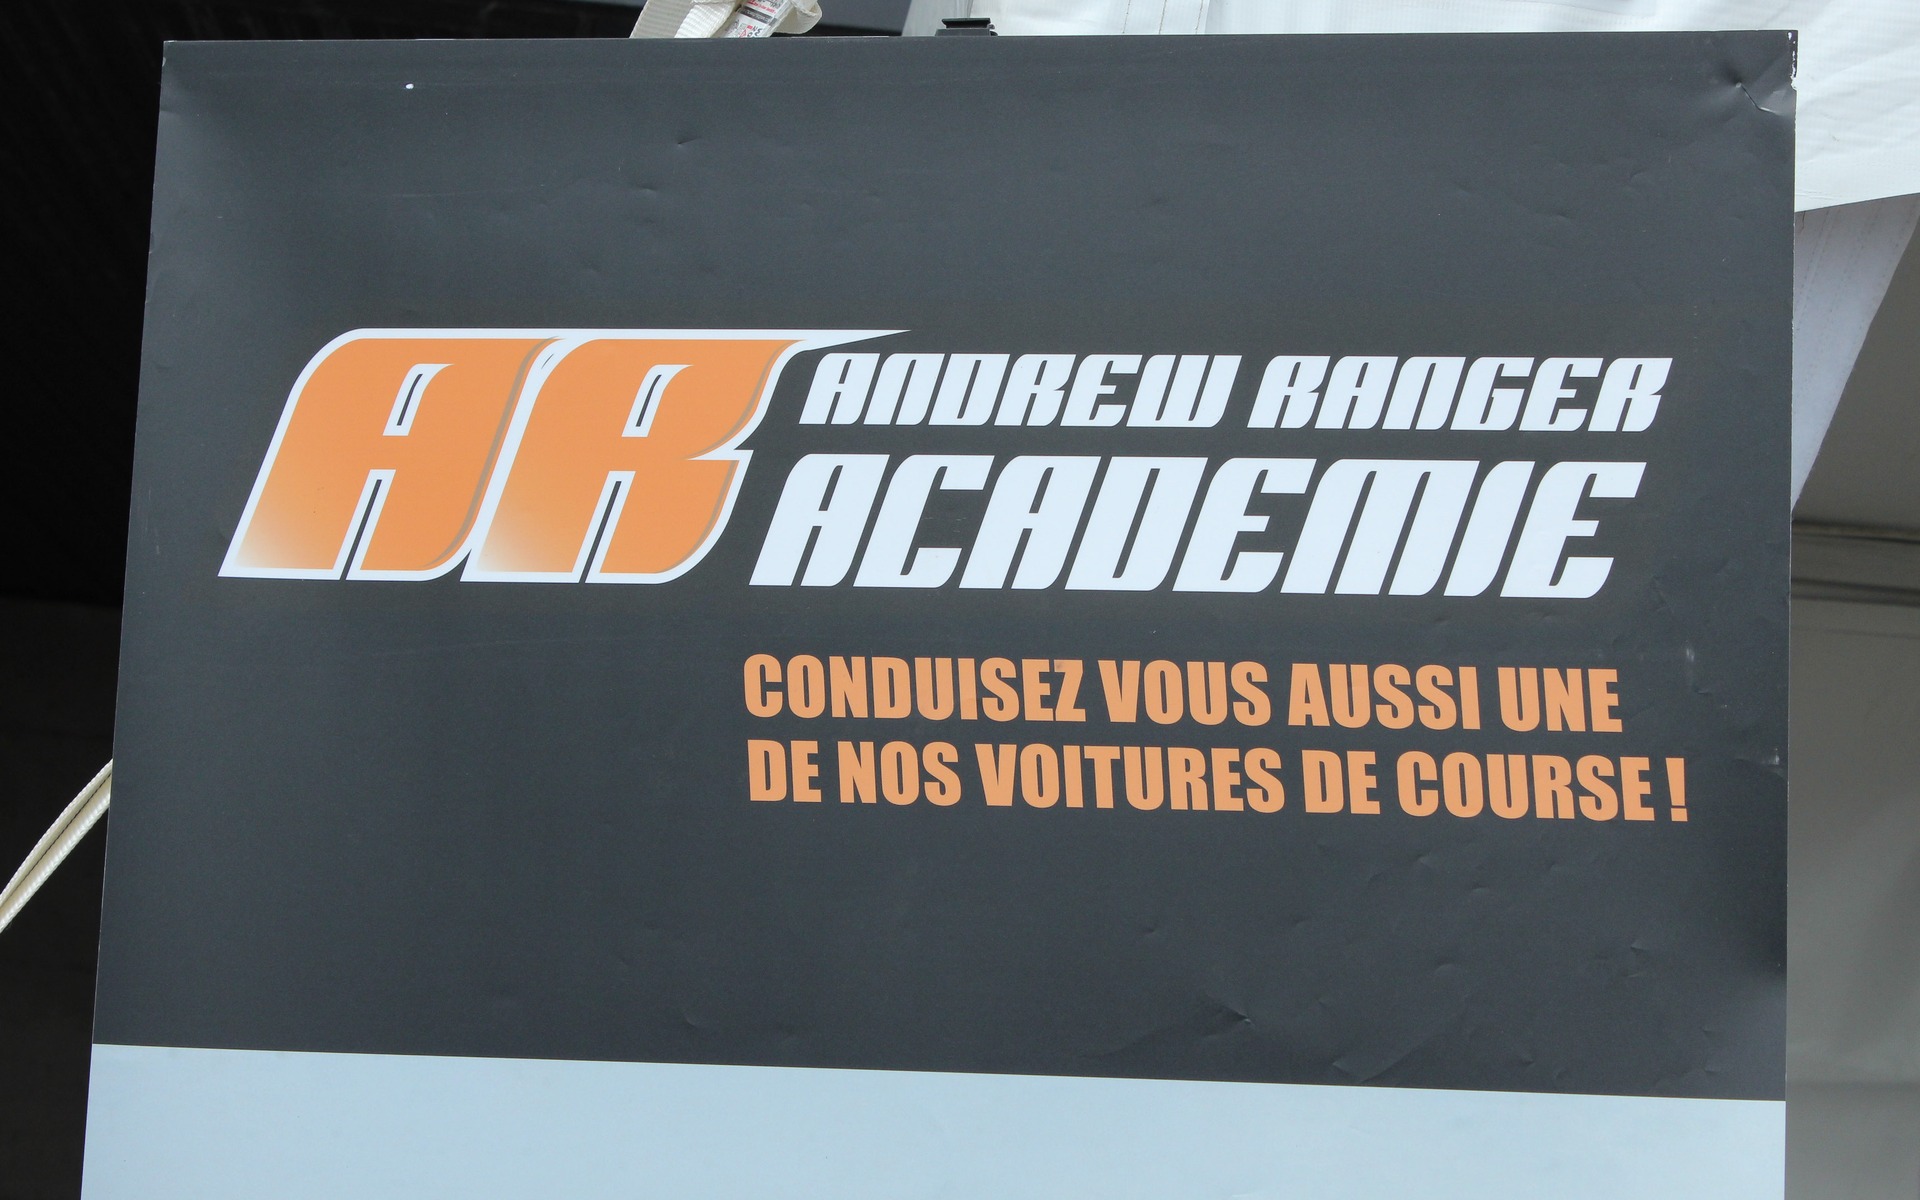 AR
ANDREW RANGER
ACADEMIE
CONDUISEZ VOUS AUSSI UNE
DE NOS VOITURES DE COURSE !